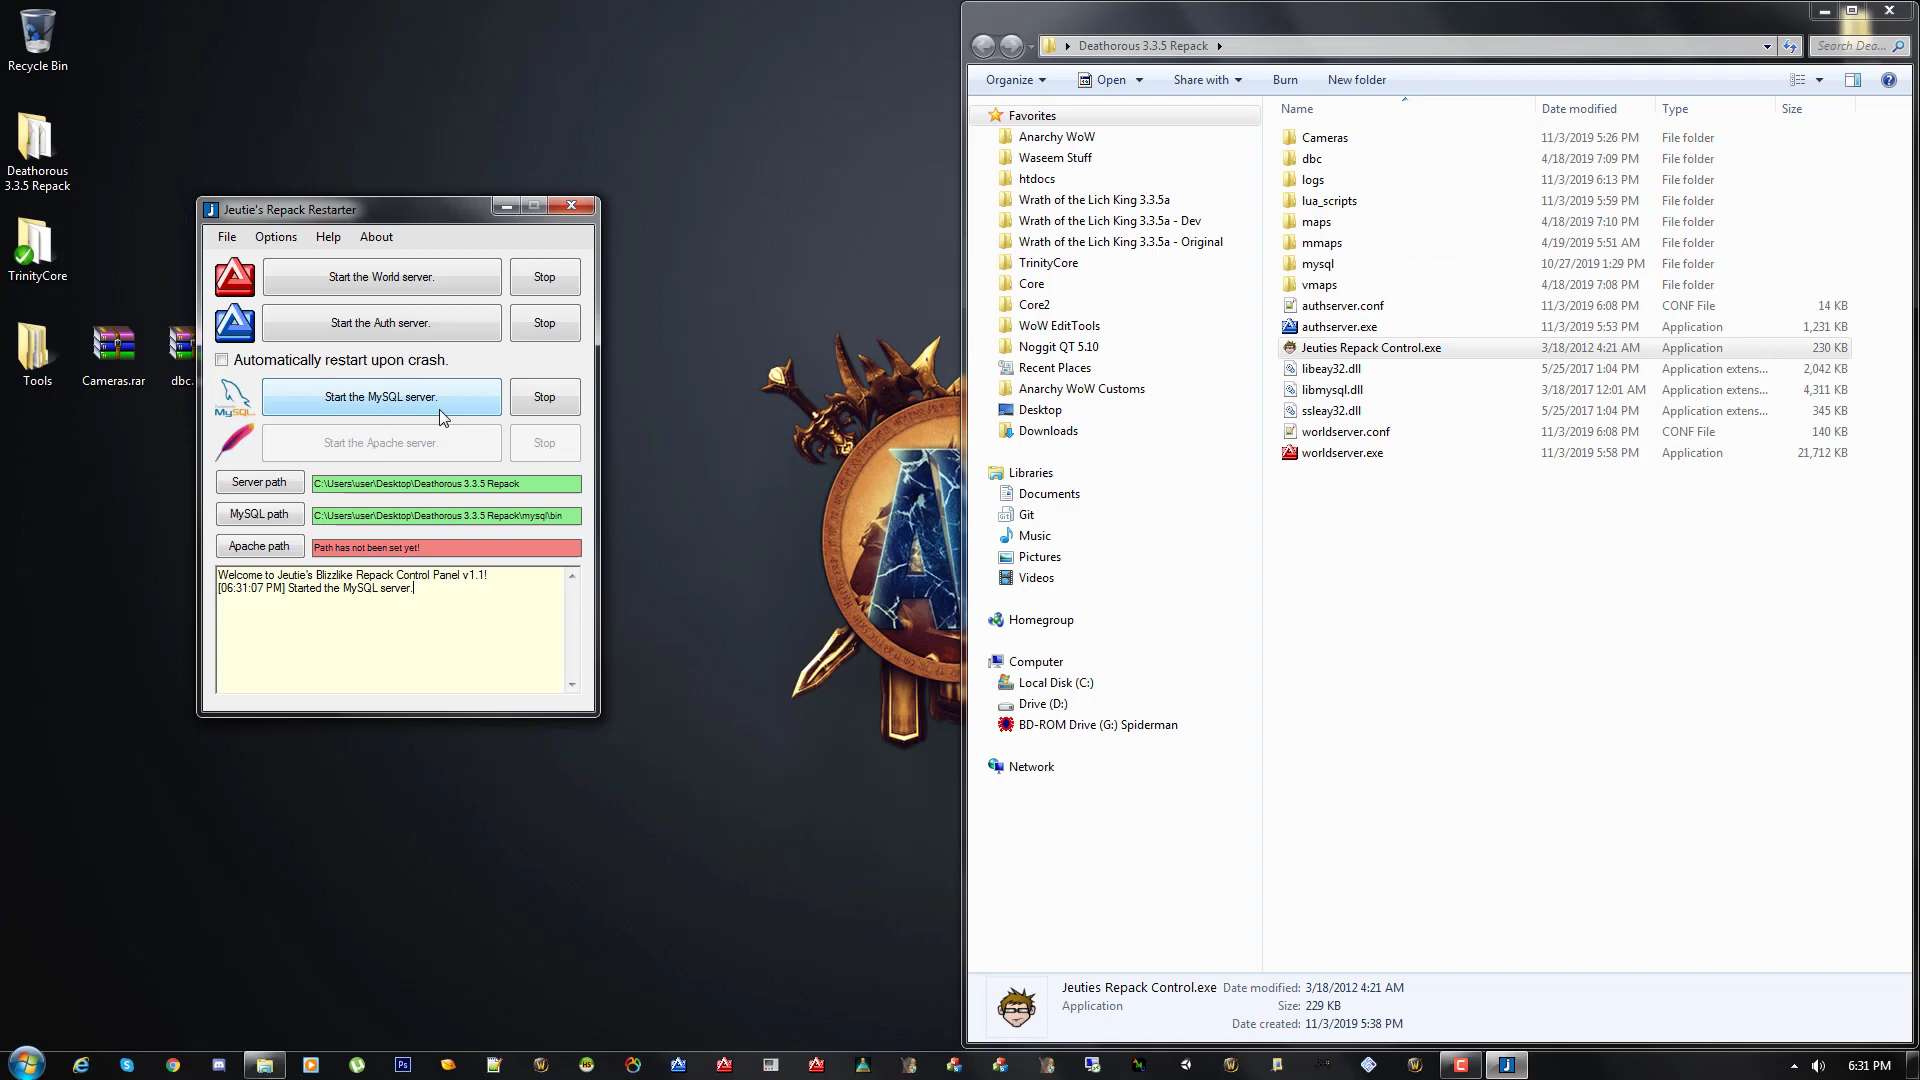 Recycle Bin
Deathorous
3.3.5 Repack
TrinityCore
Tools
Cameras.rar
dbc.
Jeutie's Repack Restarter
File Options Help About
Start the World server. Stop
Start the Auth server. Stop
Automatically restart upon crash.
MySQL
Start the MySQL server. Stop
Start the Apache server. Stop
Server path C:\Users\user\Desktop\Deathorous 3.3.5 Repack
MySQL path C:\Users\user\Desktop\Deathorous 3.3.5 Repack\mysql\bin
Apache path Path has not been set yet!
Welcome to Jeutie's Blizzlike Repack Control Panel v1.1!
[06:31:07 PM] Started the MySQL server.
Deathorous 3.3.5 Repack
Search Dea...
Organize Open Share with Burn New folder
Favorites
Anarchy WoW
Waseem Stuff
htdocs
Wrath of the Lich King 3.3.5a
Wrath of the Lich King 3.3.5a - Dev
Wrath of the Lich King 3.3.5a - Original
TrinityCore
Core
Core2
WoW EditTools
Noggit QT 5.10
Recent Places
Anarchy WoW Customs
Desktop
Downloads
Libraries
Documents
Git
Music
Pictures
Videos
Homegroup
Computer
Local Disk (C:)
Drive (D:)
BD-ROM Drive (G:) Spiderman
Network
Name Date modified Type Size
Cameras 11/3/2019 5:26 PM File folder
dbc 4/18/2019 7:09 PM File folder
logs 11/3/2019 6:13 PM File folder
lua_scripts 11/3/2019 5:59 PM File folder
maps 4/18/2019 7:10 PM File folder
mmaps 4/19/2019 5:51 AM File folder
mysql 10/27/2019 1:29 PM File folder
vmaps 4/18/2019 7:08 PM File folder
authserver.conf 11/3/2019 6:08 PM CONF File 14 KB
authserver.exe 11/3/2019 5:53 PM Application 1,231 KB
Jeuties Repack Control.exe 3/18/2012 4:21 AM Application 230 KB
libeay32.dll 5/25/2017 1:04 PM Application extens... 2,042 KB
libmysql.dll 3/18/2017 12:01 AM Application extens... 4,311 KB
ssleay32.dll 5/25/2017 1:04 PM Application extens... 345 KB
worldserver.conf 11/3/2019 6:08 PM CONF File 140 KB
worldserver.exe 11/3/2019 5:58 PM Application 21,712 KB
Jeuties Repack Control.exe Date modified: 3/18/2012 4:21 AM
Application Size: 229 KB
Date created: 11/3/2019 5:38 PM
6:31 PM